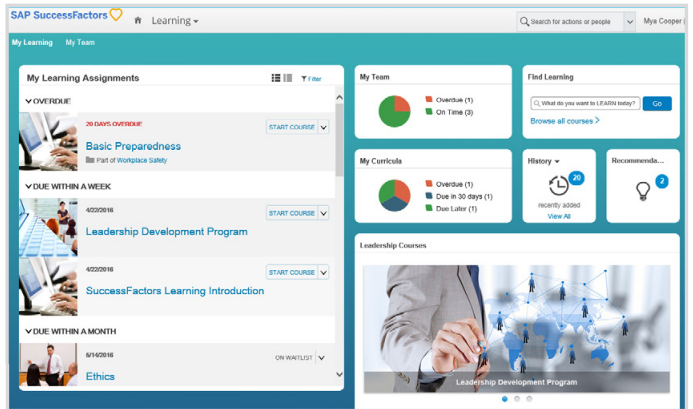 SAP SuccessFactors
Learning
Search for actions or people
Mya Cooper
My Learning My Team
My Learning Assignments
Filter
OVERDUE
20 DAYS OVERDUE
START COURSE
Basic Preparedness
Part of Workplace Safety
DUE WITHIN A WEEK
4/22/2016
START COURSE
Leadership Development Program
4/22/2016
START COURSE
SuccessFactors Learning Introduction
DUE WITHIN A MONTH
5/14/2016
ON WAITLIST
Ethics
My Team
Overdue (1)
On Time (3)
Find Learning
What do you want to LEARN today?
Go
Browse all courses >
My Curricula
Overdue (1)
Due in 30 days (1)
Due Later (1)
History
20
recently added
View All
Recommenda...
2
Leadership Courses
Leadership Development Program